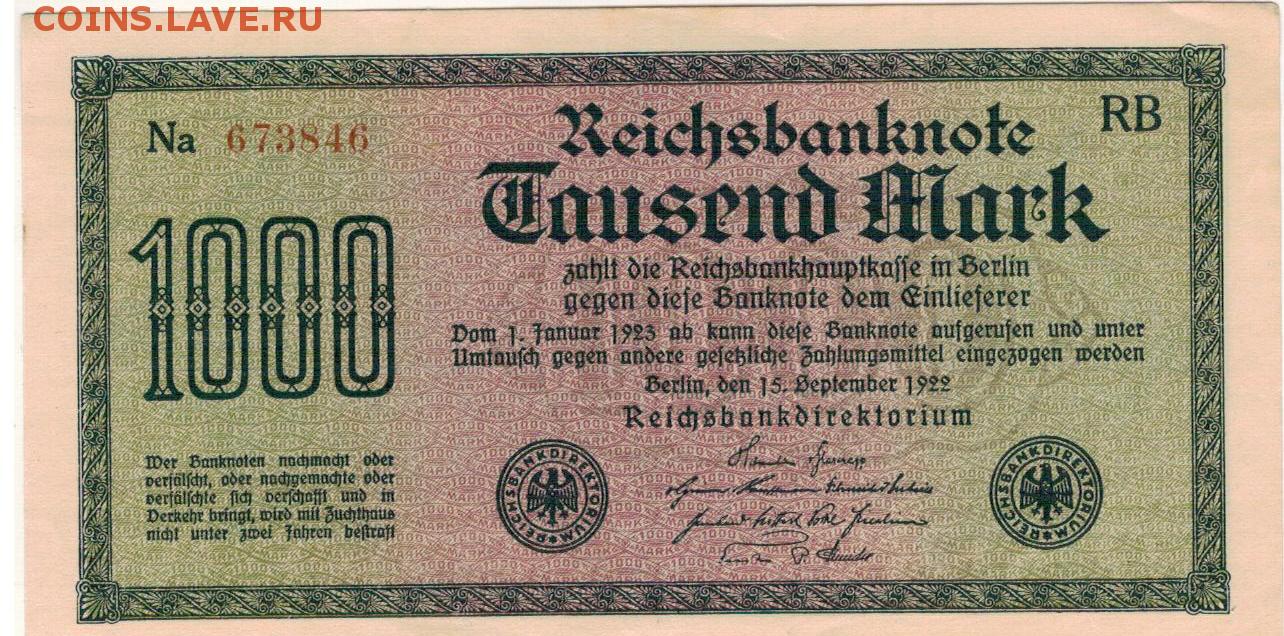 COINS.LAVE.RU
Reichsbanknote
RB
Na 673846
Tausend Mark
1000
zahlt die Reichsbankhauptkasse in Berlin
gegen diese Banknote dem Einlieferer
Vom 1. Januar 1923 ab kann diese Banknote aufgerufen und unter
Umtausch gegen andere gesetzliche Zahlungsmittel eingezogen werden
Berlin, den 15. September 1922
Reichsbankdirektorium
Wer Banknoten nachmacht oder
verfälscht, oder nachgemachte oder
verfälschte sich verschafft und in
Verkehr bringt, wird mit Zuchthaus
nicht unter zwei Jahren bestraft
REICHSBANKDIREKTORIUM
REICHSBANKDIREKTORIUM